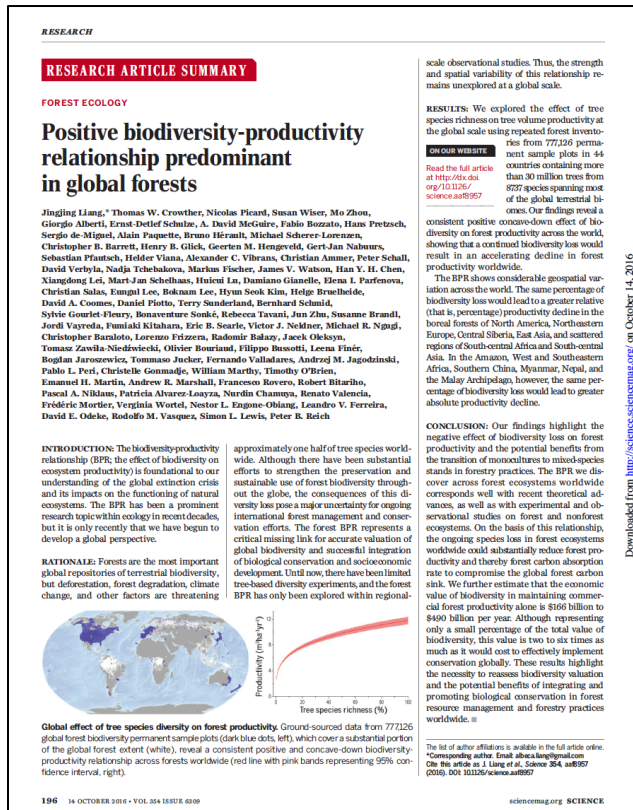 RESEARCH
RESEARCH ARTICLE SUMMARY
FOREST ECOLOGY
Positive biodiversity-productivity
relationship predominant
in global forests
Jingjing Liang,* Thomas W. Crowther, Nicolas Picard, Susan Wiser, Mo Zhou,
Giorgio Alberti, Ernst-Detlef Schulze, A. David McGuire, Fabio Bozzato, Hans Pretzsch,
Sergio de-Miguel, Alain Paquette, Bruno Hérault, Michael Scherer-Lorenzen,
Christopher B. Barrett, Henry B. Glick, Geerten M. Hengeveld, Gert-Jan Nabuurs,
Sebastian Pfautsch, Helder Viana, Alexander C. Vibrans, Christian Ammer, Peter Schall,
David Verbyla, Nadja Tchebakova, Markus Fischer, James V. Watson, Han Y. H. Chen,
Xiangdong Lei, Mart-Jan Schelhaas, Huicui Lu, Damiano Gianelle, Elena I. Parfenova,
Christian Salas, Eungul Lee, Boknam Lee, Hyun Seok Kim, Helge Bruelheide,
David A. Coomes, Daniel Piotto, Terry Sunderland, Bernhard Schmid,
Sylvie Gourlet-Fleury, Bonaventure Sonké, Rebecca Tavani, Jun Zhu, Susanne Brandl,
Jordi Vayreda, Fumiaki Kitahara, Eric B. Searle, Victor J. Neldner, Michael R. Ngugi,
Christopher Baraloto, Lorenzo Frizzera, Radomir Bałazy, Jacek Oleksyn,
Tomasz Zawiła-Niedźwiecki, Olivier Bouriaud, Filippo Bussotti, Leena Finér,
Bogdan Jaroszewicz, Tommaso Jucker, Fernando Valladares, Andrzej M. Jagodzinski,
Pablo L. Peri, Christelle Gonmadje, William Marthy, Timothy O'Brien,
Emanuel H. Martin, Andrew R. Marshall, Francesco Rovero, Robert Bitariho,
Pascal A. Niklaus, Patricia Alvarez-Loayza, Nurdin Chamuya, Renato Valencia,
Frédéric Mortier, Verginia Wortel, Nestor L. Engone-Obiang, Leandro V. Ferreira,
David E. Odeke, Rodolfo M. Vasquez, Simon L. Lewis, Peter B. Reich
INTRODUCTION: The biodiversity-productivity
relationship (BPR; the effect of biodiversity on
ecosystem productivity) is foundational to our
understanding of the global extinction crisis
and its impacts on the functioning of natural
ecosystems. The BPR has been a prominent
research topic within ecology in recent decades,
but it is only recently that we have begun to
develop a global perspective.
RATIONALE: Forests are the most important
global repositories of terrestrial biodiversity,
but deforestation, forest degradation, climate
change, and other factors are threatening
approximately one half of tree species world-
wide. Although there have been substantial
efforts to strengthen the preservation and
sustainable use of forest biodiversity through-
out the globe, the consequences of this di-
versity loss pose a major uncertainty for ongoing
international forest management and conser-
vation efforts. The forest BPR represents a
critical missing link for accurate valuation of
global biodiversity and successful integration
of biological conservation and socioeconomic
development. Until now, there have been limited
tree-based diversity experiments, and the forest
BPR has only been explored within regional-
scale observational studies. Thus, the strength
and spatial variability of this relationship re-
mains unexplored at a global scale.
RESULTS: We explored the effect of tree
species richness on tree volume productivity at
the global scale using repeated forest invento-
ries from 777,126 perma-
nent sample plots in 44
countries containing more
than 30 million trees from
8737 species spanning most
of the global terrestrial bi-
omes. Our findings reveal a
consistent positive concave-down effect of bio-
diversity on forest productivity across the world,
showing that a continued biodiversity loss would
result in an accelerating decline in forest
productivity worldwide.
ON OUR WEBSITE
Read the full article
at http://dx.doi.
org/10.1126/
science.aaf8957
The BPR shows considerable geospatial var-
iation across the world. The same percentage of
biodiversity loss would lead to a greater relative
(that is, percentage) productivity decline in the
boreal forests of North America, Northeastern
Europe, Central Siberia, East Asia, and scattered
regions of South-central Africa and South-central
Asia. In the Amazon, West and Southeastern
Africa, Southern China, Myanmar, Nepal, and
the Malay Archipelago, however, the same per-
centage of biodiversity loss would lead to greater
absolute productivity decline.
CONCLUSION: Our findings highlight the
negative effect of biodiversity loss on forest
productivity and the potential benefits from
the transition of monocultures to mixed-species
stands in forestry practices. The BPR we dis-
cover across forest ecosystems worldwide
corresponds well with recent theoretical ad-
vances, as well as with experimental and ob-
servational studies on forest and nonforest
ecosystems. On the basis of this relationship,
the ongoing species loss in forest ecosystems
worldwide could substantially reduce forest pro-
ductivity and thereby forest carbon absorption
rate to compromise the global forest carbon
sink. We further estimate that the economic
value of biodiversity in maintaining commer-
cial forest productivity alone is $166 billion to
$490 billion per year. Although representing
only a small percentage of the total value of
biodiversity, this value is two to six times as
much as it would cost to effectively implement
conservation globally. These results highlight
the necessity to reassess biodiversity valuation
and the potential benefits of integrating and
promoting biological conservation in forest
resource management and forestry practices
worldwide. ■
Productivity (m³ha⁻¹yr⁻¹)
12
8
4
0
0 20 40 60 80 100
Tree species richness (%)
Global effect of tree species diversity on forest productivity. Ground-sourced data from 777,126
global forest biodiversity permanent sample plots (dark blue dots, left), which cover a substantial portion
of the global forest extent (white), reveal a consistent positive and concave-down biodiversity-
productivity relationship across forests worldwide (red line with pink bands representing 95% con-
fidence interval, right).
The list of author affiliations is available in the full article online.
*Corresponding author. Email: albeca.liang@gmail.com
Cite this article as J. Liang et al., Science 354, aaf8957
(2016). DOI: 10.1126/science.aaf8957
196 14 OCTOBER 2016 • VOL 354 ISSUE 6309
sciencemag.org SCIENCE
Downloaded from http://science.sciencemag.org/ on October 14, 2016